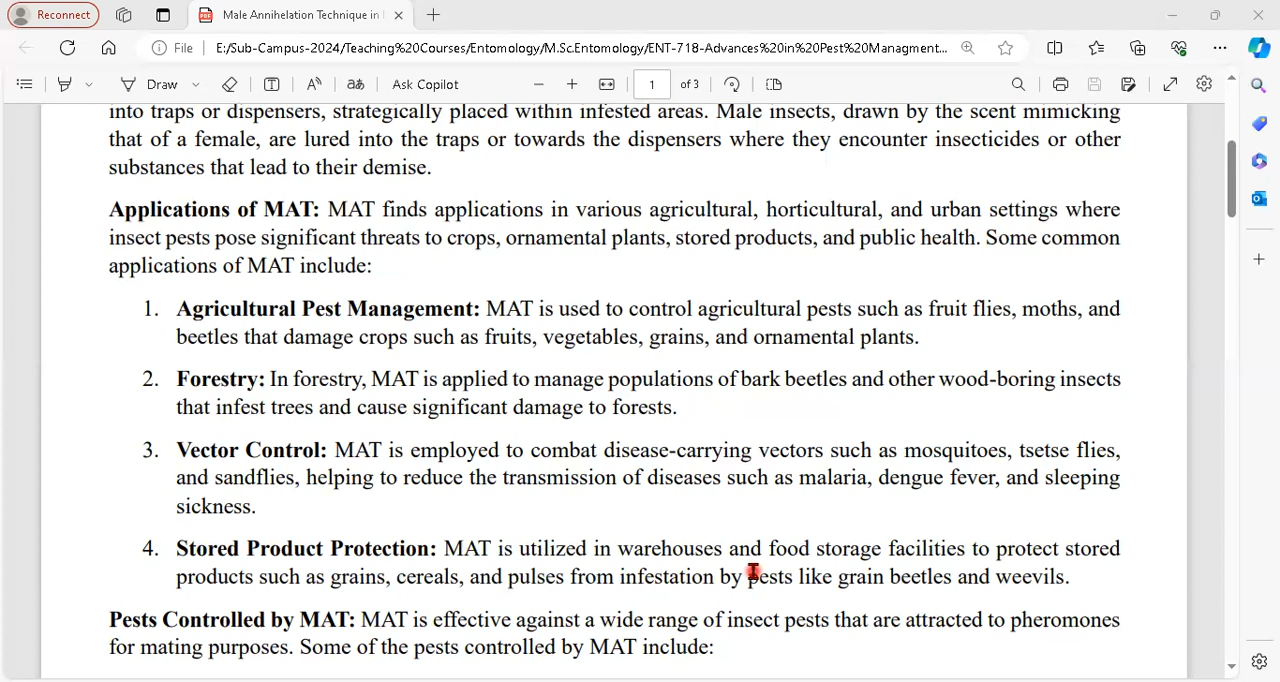 Reconnect
Male Annihelation Technique in
File
E:/Sub-Campus-2024/Teaching%20Courses/Entomology/M.Sc.Entomology/ENT-718-Advances%20in%20Pest%20Managment...
Draw
aあ
Ask Copilot
1 of 3
into traps or dispensers, strategically placed within infested areas. Male insects, drawn by the scent mimicking
that of a female, are lured into the traps or towards the dispensers where they encounter insecticides or other
substances that lead to their demise.
Applications of MAT: MAT finds applications in various agricultural, horticultural, and urban settings where
insect pests pose significant threats to crops, ornamental plants, stored products, and public health. Some common
applications of MAT include:
1. Agricultural Pest Management: MAT is used to control agricultural pests such as fruit flies, moths, and
beetles that damage crops such as fruits, vegetables, grains, and ornamental plants.
2. Forestry: In forestry, MAT is applied to manage populations of bark beetles and other wood-boring insects
that infest trees and cause significant damage to forests.
3. Vector Control: MAT is employed to combat disease-carrying vectors such as mosquitoes, tsetse flies,
and sandflies, helping to reduce the transmission of diseases such as malaria, dengue fever, and sleeping
sickness.
4. Stored Product Protection: MAT is utilized in warehouses and food storage facilities to protect stored
products such as grains, cereals, and pulses from infestation by pests like grain beetles and weevils.
Pests Controlled by MAT: MAT is effective against a wide range of insect pests that are attracted to pheromones
for mating purposes. Some of the pests controlled by MAT include: